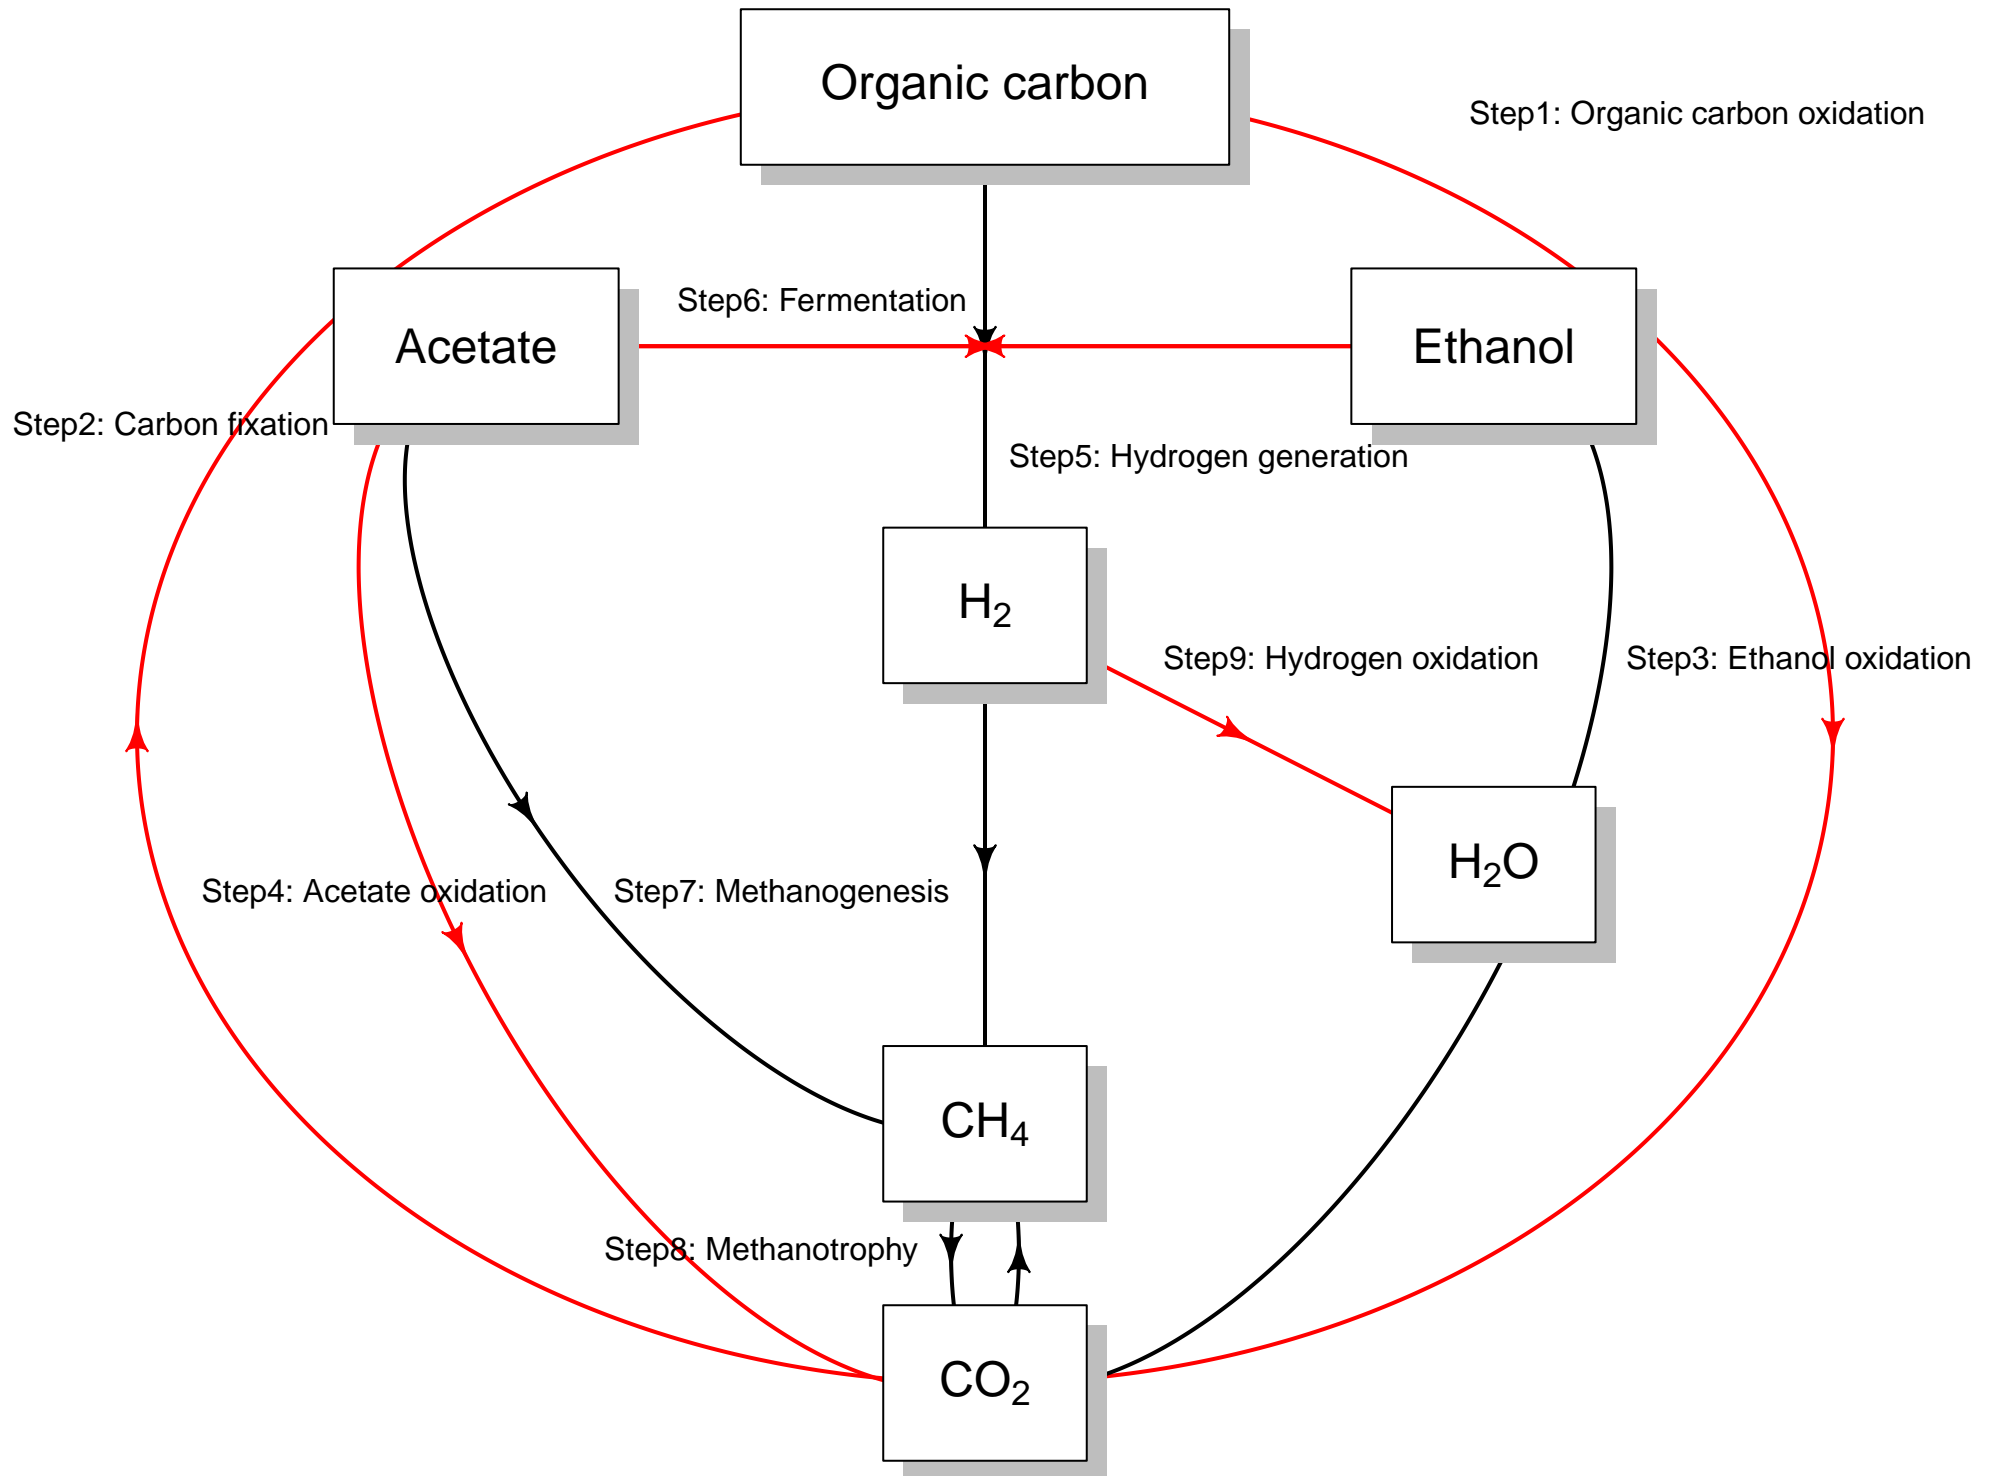 Organic carbon
Step1: Organic carbon oxidation
Step6: Fermentation
Acetate
Ethanol
Step2: Carbon fixation
Step5: Hydrogen generation
H₂
Step9: Hydrogen oxidation
Step3: Ethanol oxidation
H₂O
Step4: Acetate oxidation
Step7: Methanogenesis
CH₄
Step8: Methanotrophy
CO₂